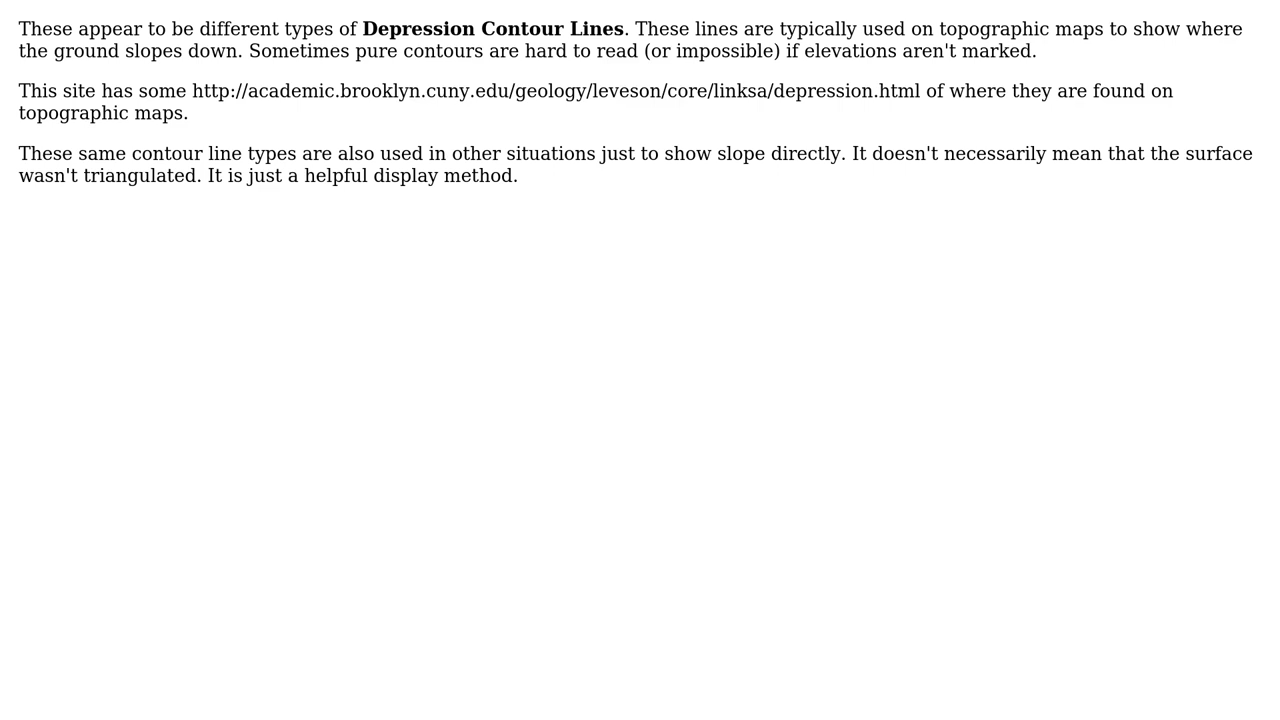 These appear to be different types of Depression Contour Lines. These lines are typically used on topographic maps to show where
the ground slopes down. Sometimes pure contours are hard to read (or impossible) if elevations aren't marked.
This site has some http://academic.brooklyn.cuny.edu/geology/leveson/core/linksa/depression.html of where they are found on
topographic maps.
These same contour line types are also used in other situations just to show slope directly. It doesn't necessarily mean that the surface
wasn't triangulated. It is just a helpful display method.